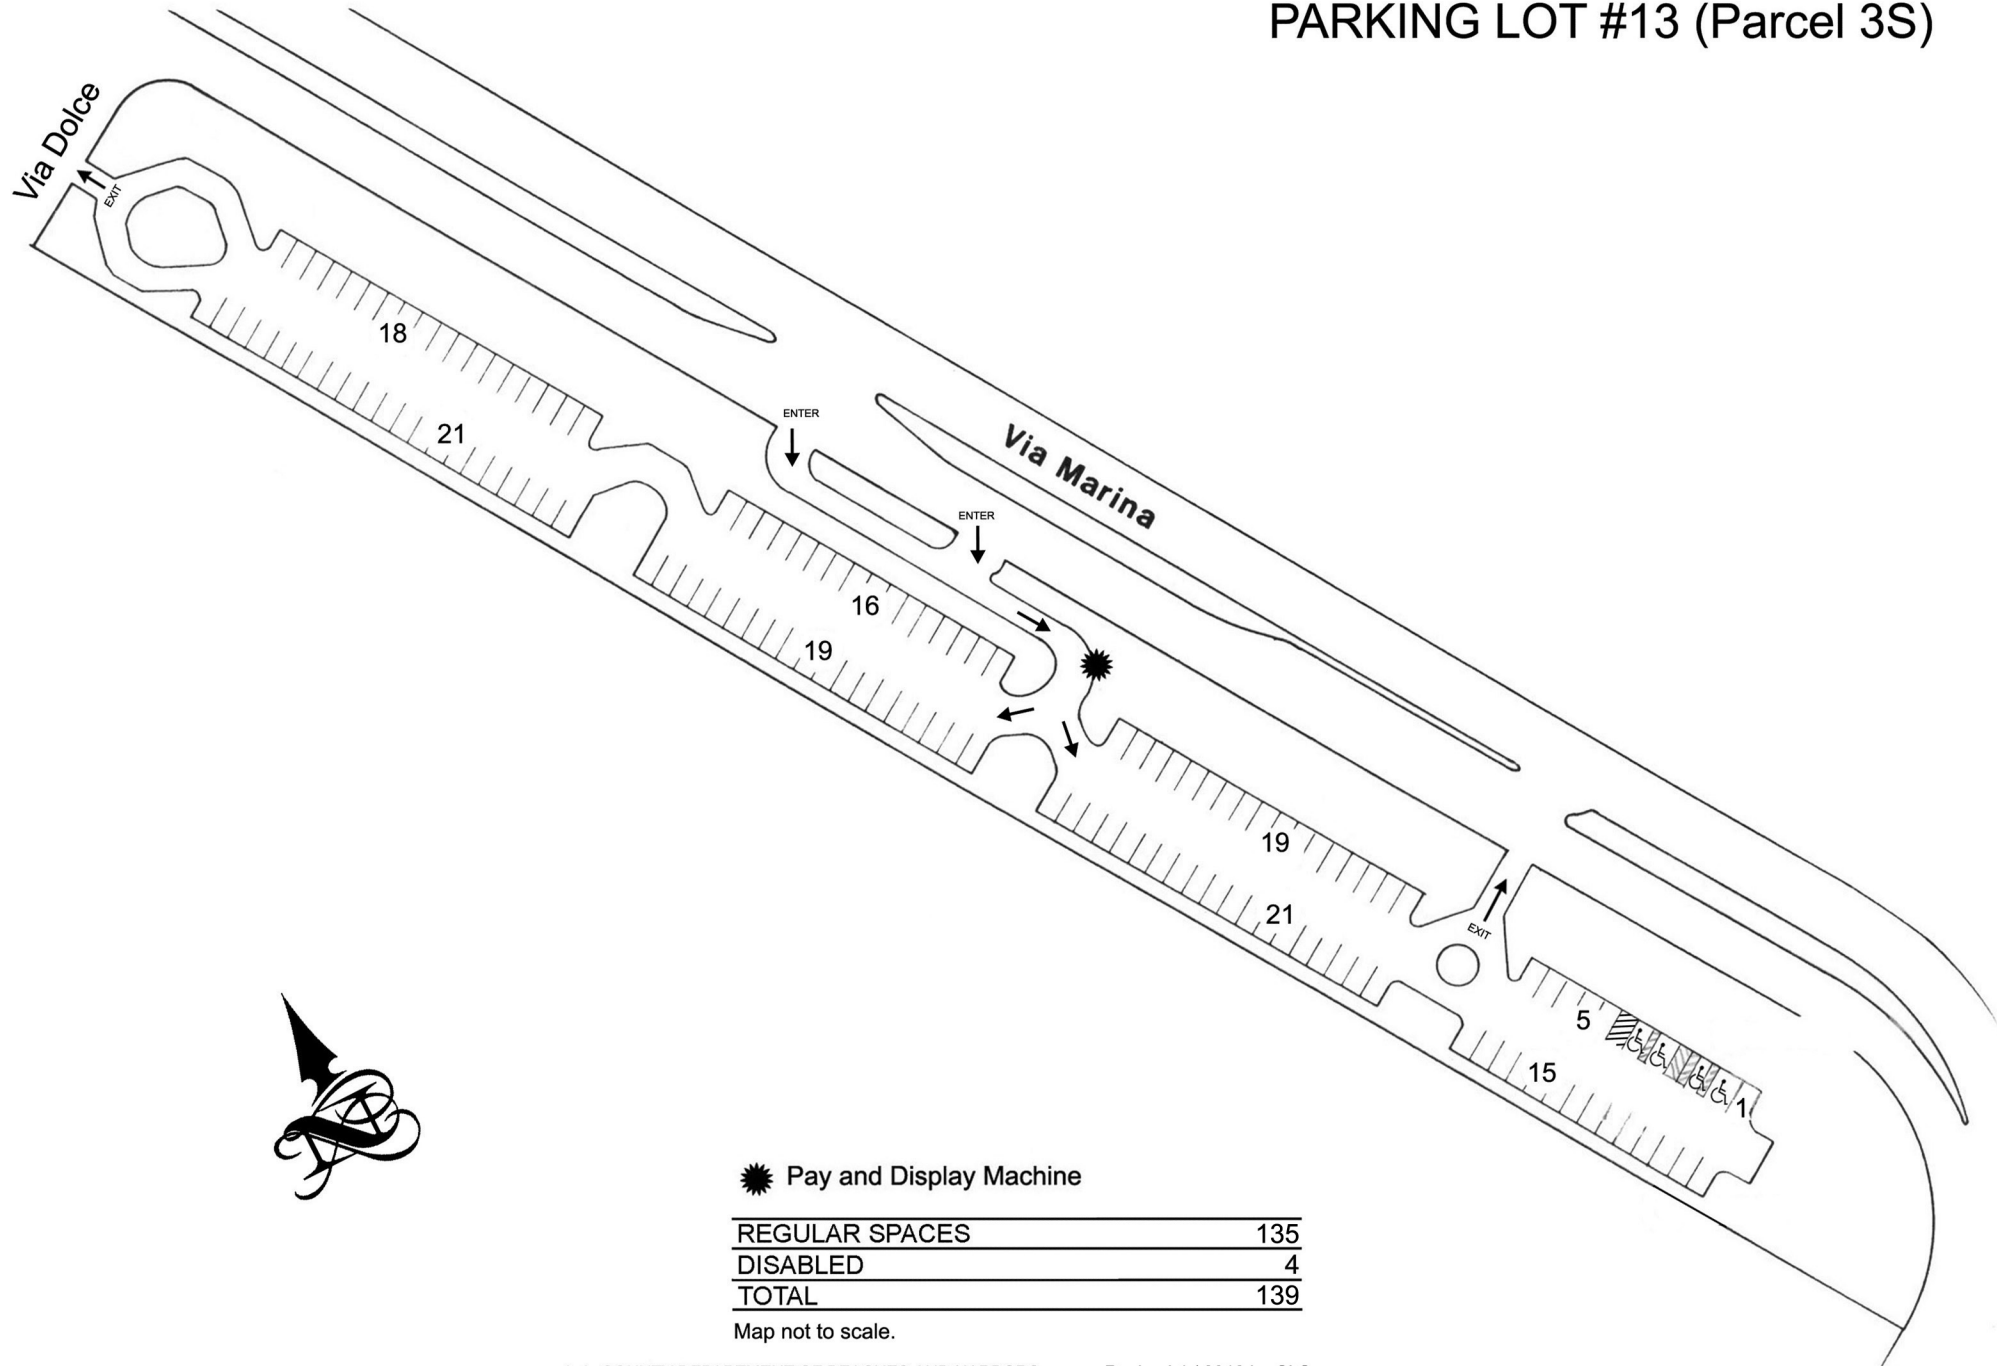 PARKING LOT #13 (Parcel 3S)
Via Dolce
EXIT
18
21
ENTER
Via Marina
ENTER
16
19
19
21
EXIT
5
1
15
Pay and Display Machine
REGULAR SPACES 135
DISABLED 4
TOTAL 139
Map not to scale.